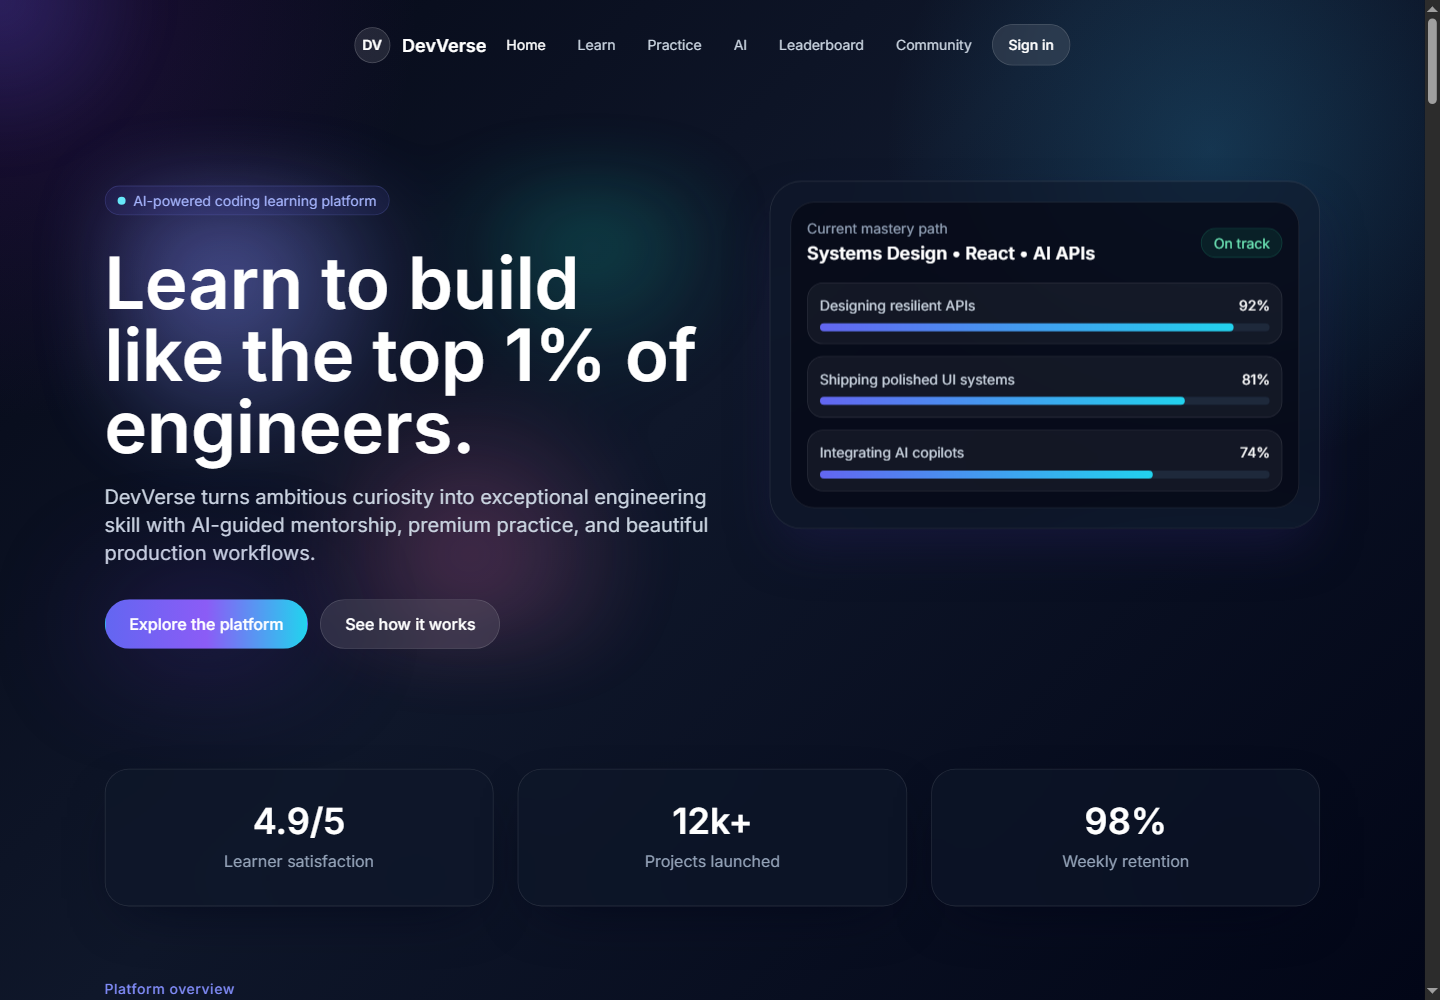 DV DevVerse Home Learn Practice AI Leaderboard Community Sign in
AI-powered coding learning platform
Learn to build
like the top 1% of
engineers.
DevVerse turns ambitious curiosity into exceptional engineering
skill with AI-guided mentorship, premium practice, and beautiful
production workflows.
Explore the platform See how it works
Current mastery path
Systems Design • React • AI APIs
On track
Designing resilient APIs 92%
Shipping polished UI systems 81%
Integrating AI copilots 74%
4.9/5
Learner satisfaction
12k+
Projects launched
98%
Weekly retention
Platform overview